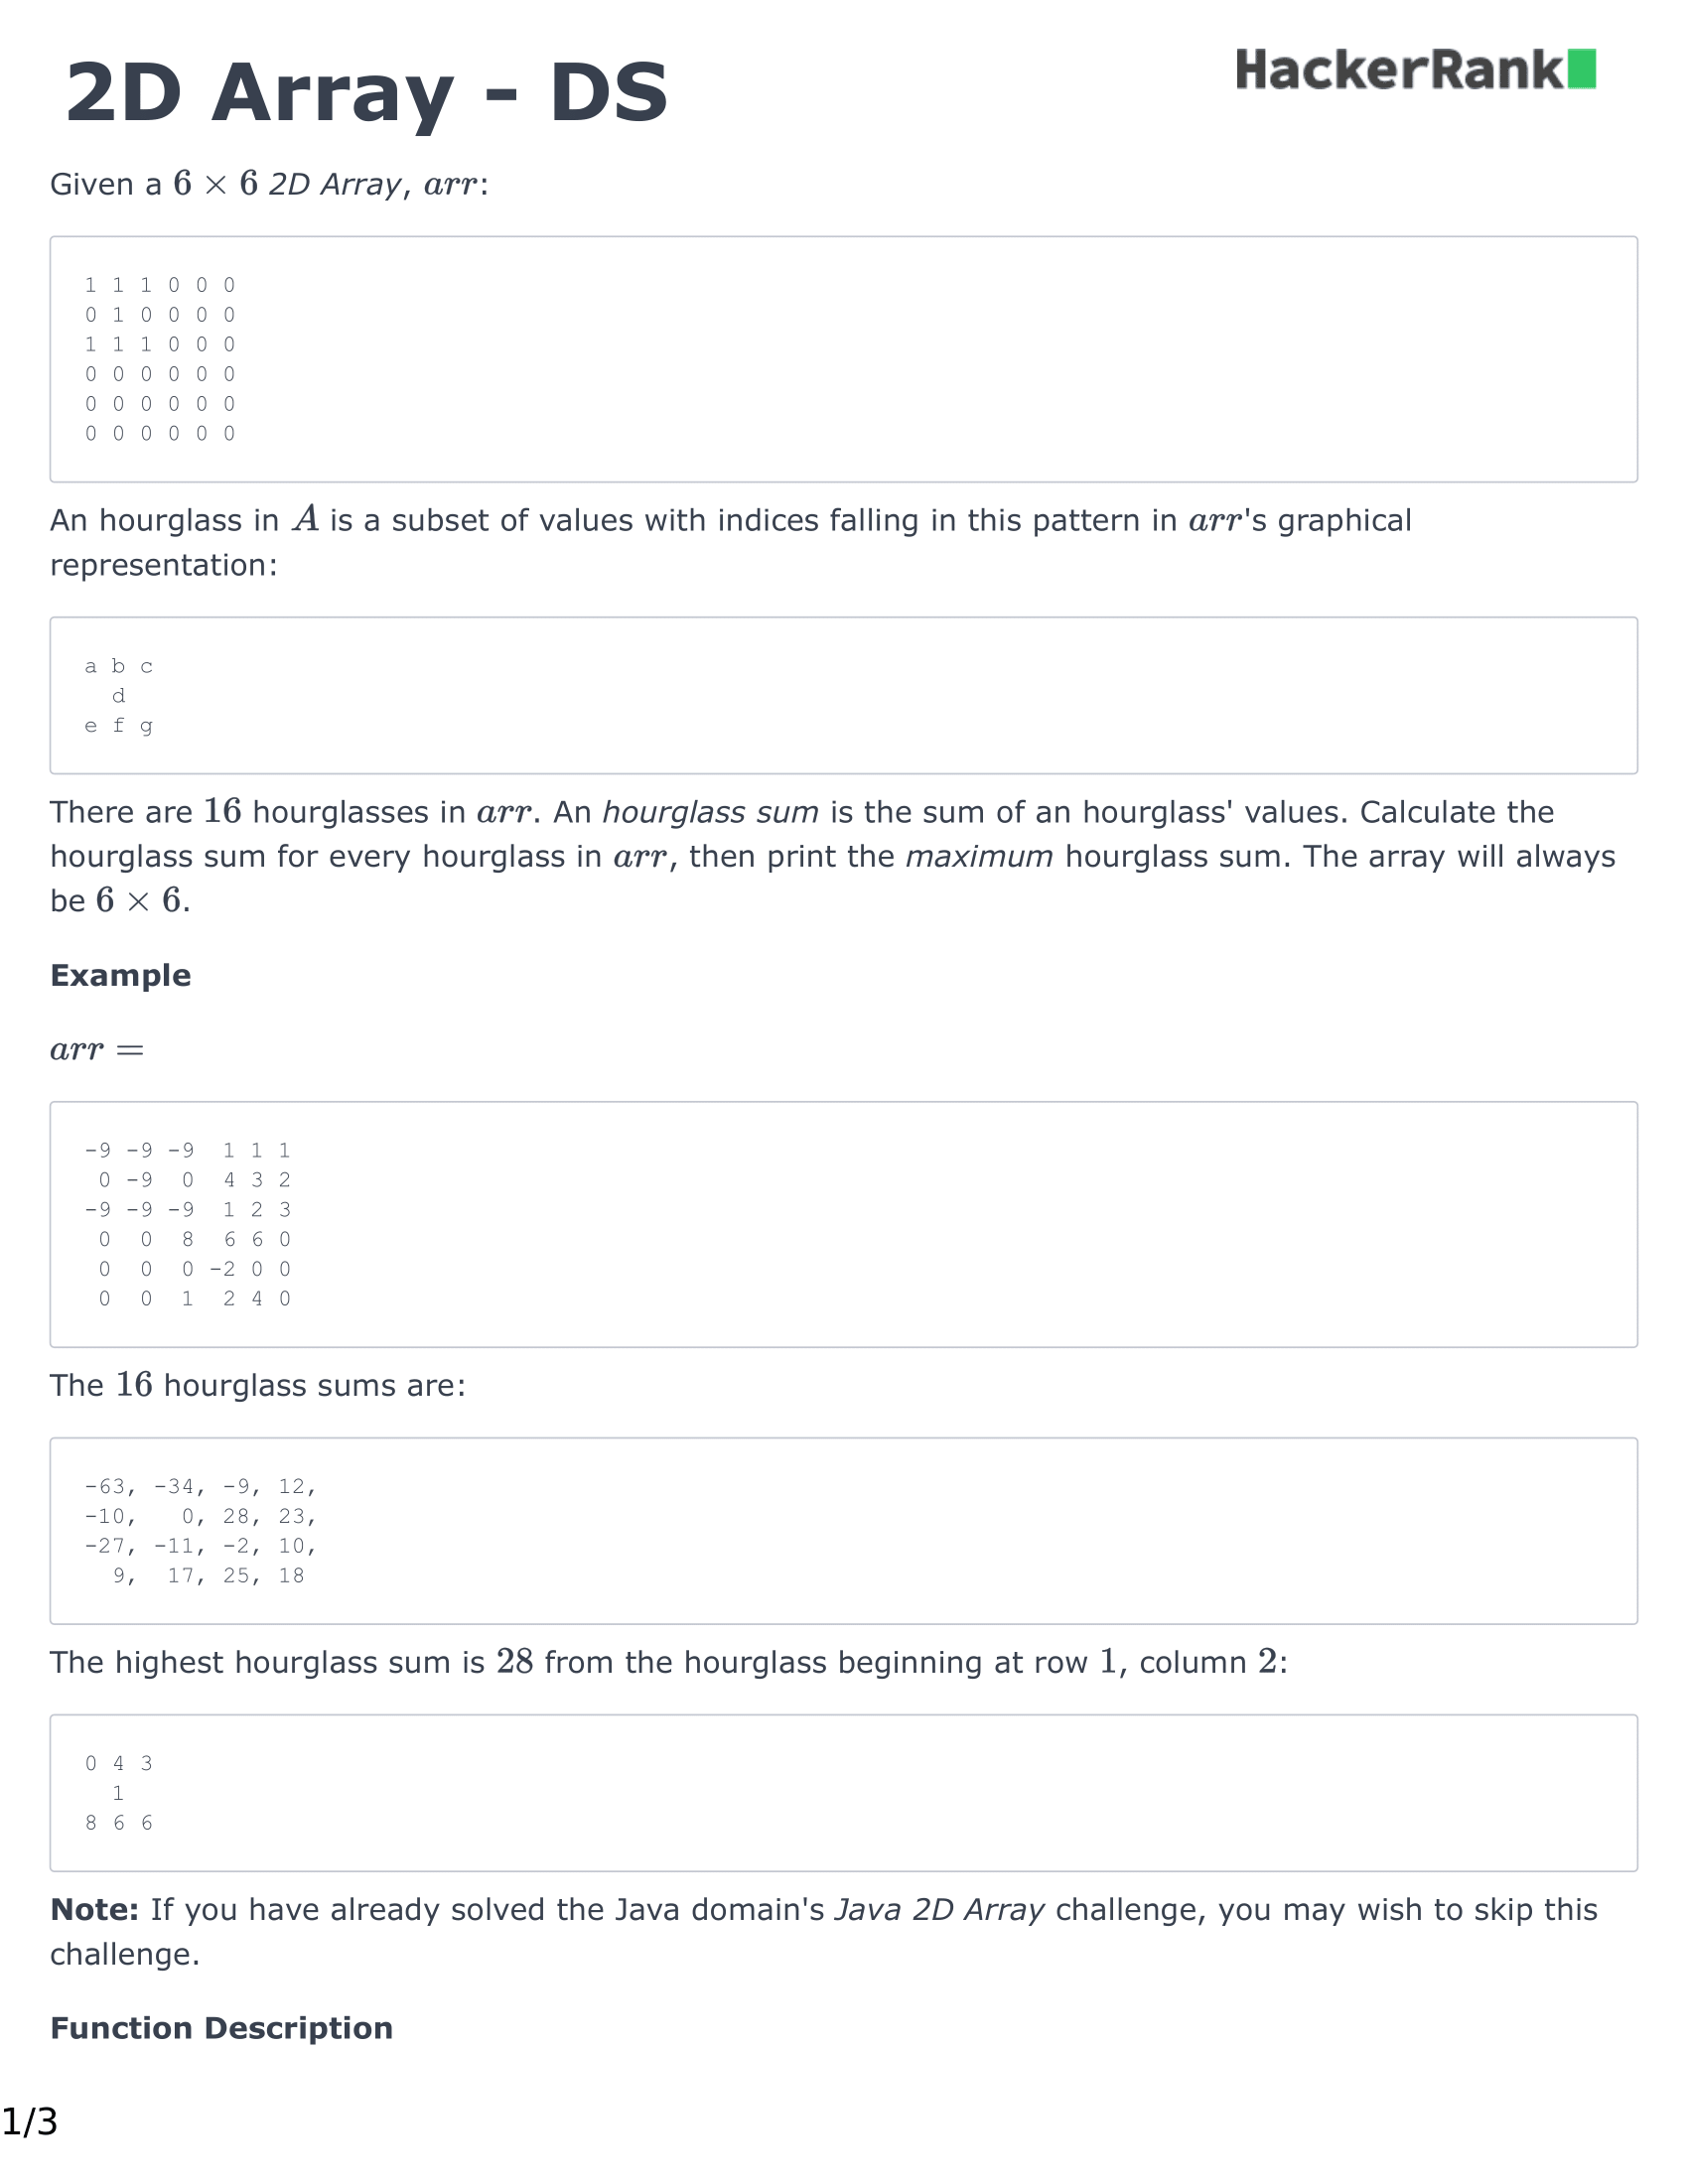 2D Array - DS
HackerRank
Given a 6 × 6 2D Array, arr:
1 1 1 0 0 0
0 1 0 0 0 0
1 1 1 0 0 0
0 0 0 0 0 0
0 0 0 0 0 0
0 0 0 0 0 0
An hourglass in A is a subset of values with indices falling in this pattern in arr's graphical
representation:
a b c
  d
e f g
There are 16 hourglasses in arr. An hourglass sum is the sum of an hourglass' values. Calculate the
hourglass sum for every hourglass in arr, then print the maximum hourglass sum. The array will always
be 6 × 6.
Example
arr =
-9 -9 -9  1 1 1
 0 -9  0  4 3 2
-9 -9 -9  1 2 3
 0  0  8  6 6 0
 0  0  0 -2 0 0
 0  0  1  2 4 0
The 16 hourglass sums are:
-63, -34, -9, 12,
-10,   0, 28, 23,
-27, -11, -2, 10,
  9,  17, 25, 18
The highest hourglass sum is 28 from the hourglass beginning at row 1, column 2:
0 4 3
  1
8 6 6
Note: If you have already solved the Java domain's Java 2D Array challenge, you may wish to skip this
challenge.
Function Description
1/3